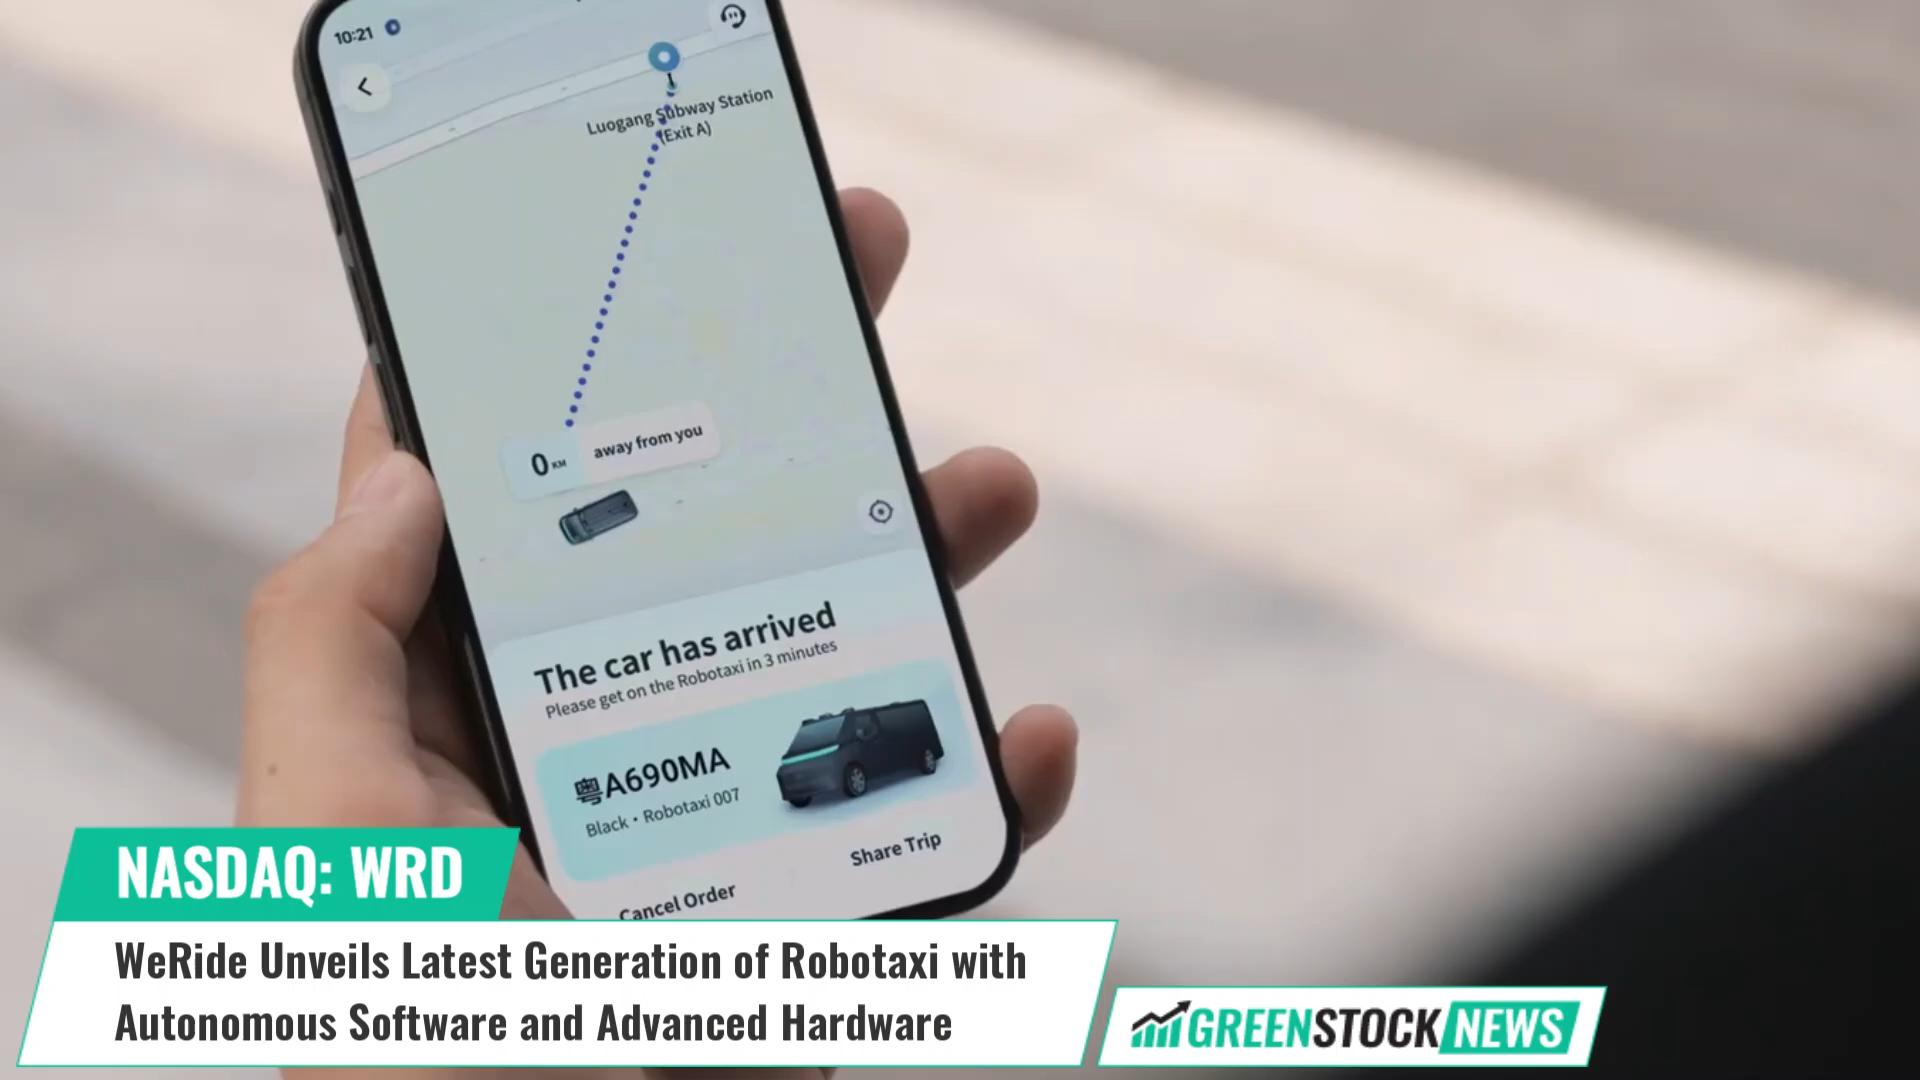 10:21
Luogang Subway Station
(Exit A)
0 KM away from you
The car has arrived
Please get on the Robotaxi in 3 minutes
粤A690MA
Black • Robotaxi 007
Share Trip
Cancel Order
NASDAQ: WRD
WeRide Unveils Latest Generation of Robotaxi with
Autonomous Software and Advanced Hardware
GREENSTOCK NEWS